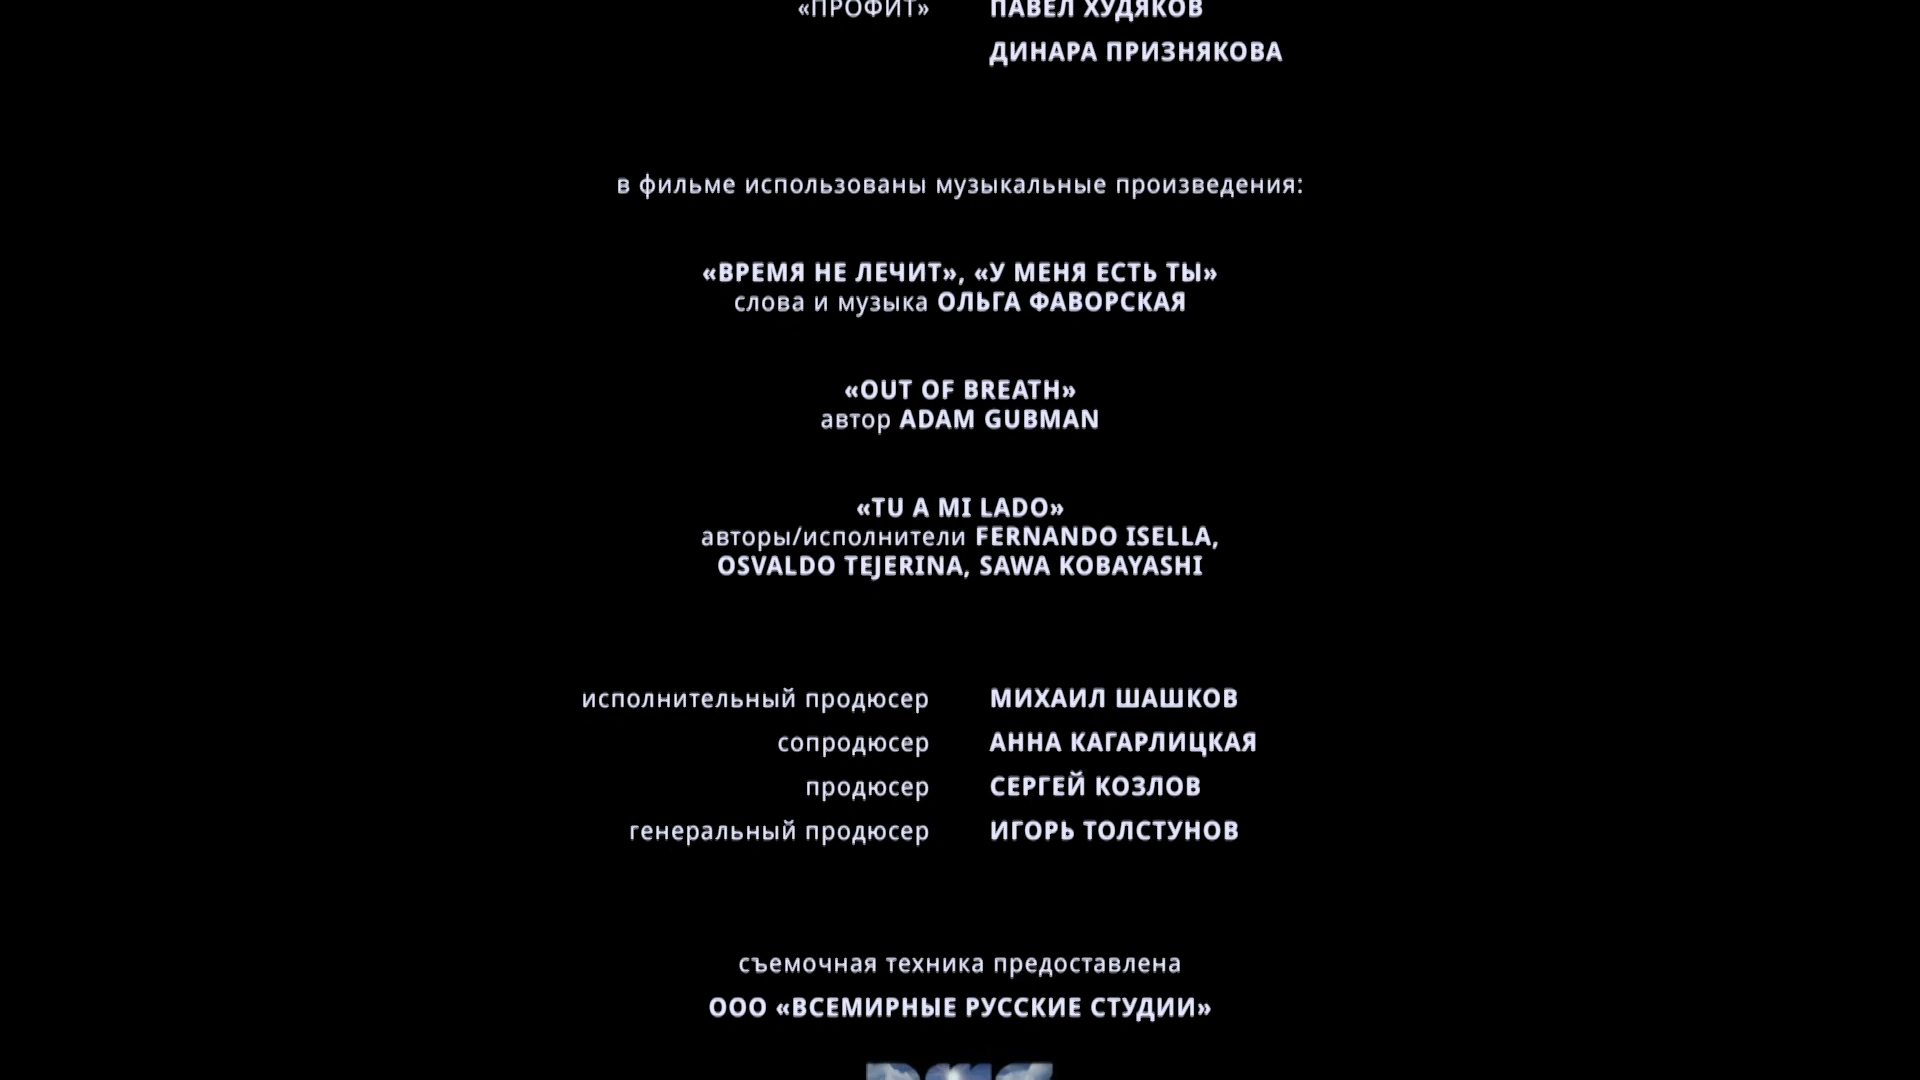 «ПРОФИТ» ПАВЕЛ ХУДЯКОВ
ДИНАРА ПРИЗНЯКОВА
в фильме использованы музыкальные произведения:
«ВРЕМЯ НЕ ЛЕЧИТ», «У МЕНЯ ЕСТЬ ТЫ»
слова и музыка ОЛЬГА ФАВОРСКАЯ
«OUT OF BREATH»
автор ADAM GUBMAN
«TU A MI LADO»
авторы/исполнители FERNANDO ISELLA,
OSVALDO TEJERINA, SAWA KOBAYASHI
исполнительный продюсер МИХАИЛ ШАШКОВ
сопродюсер АННА КАГАРЛИЦКАЯ
продюсер СЕРГЕЙ КОЗЛОВ
генеральный продюсер ИГОРЬ ТОЛСТУНОВ
съемочная техника предоставлена
ООО «ВСЕМИРНЫЕ РУССКИЕ СТУДИИ»